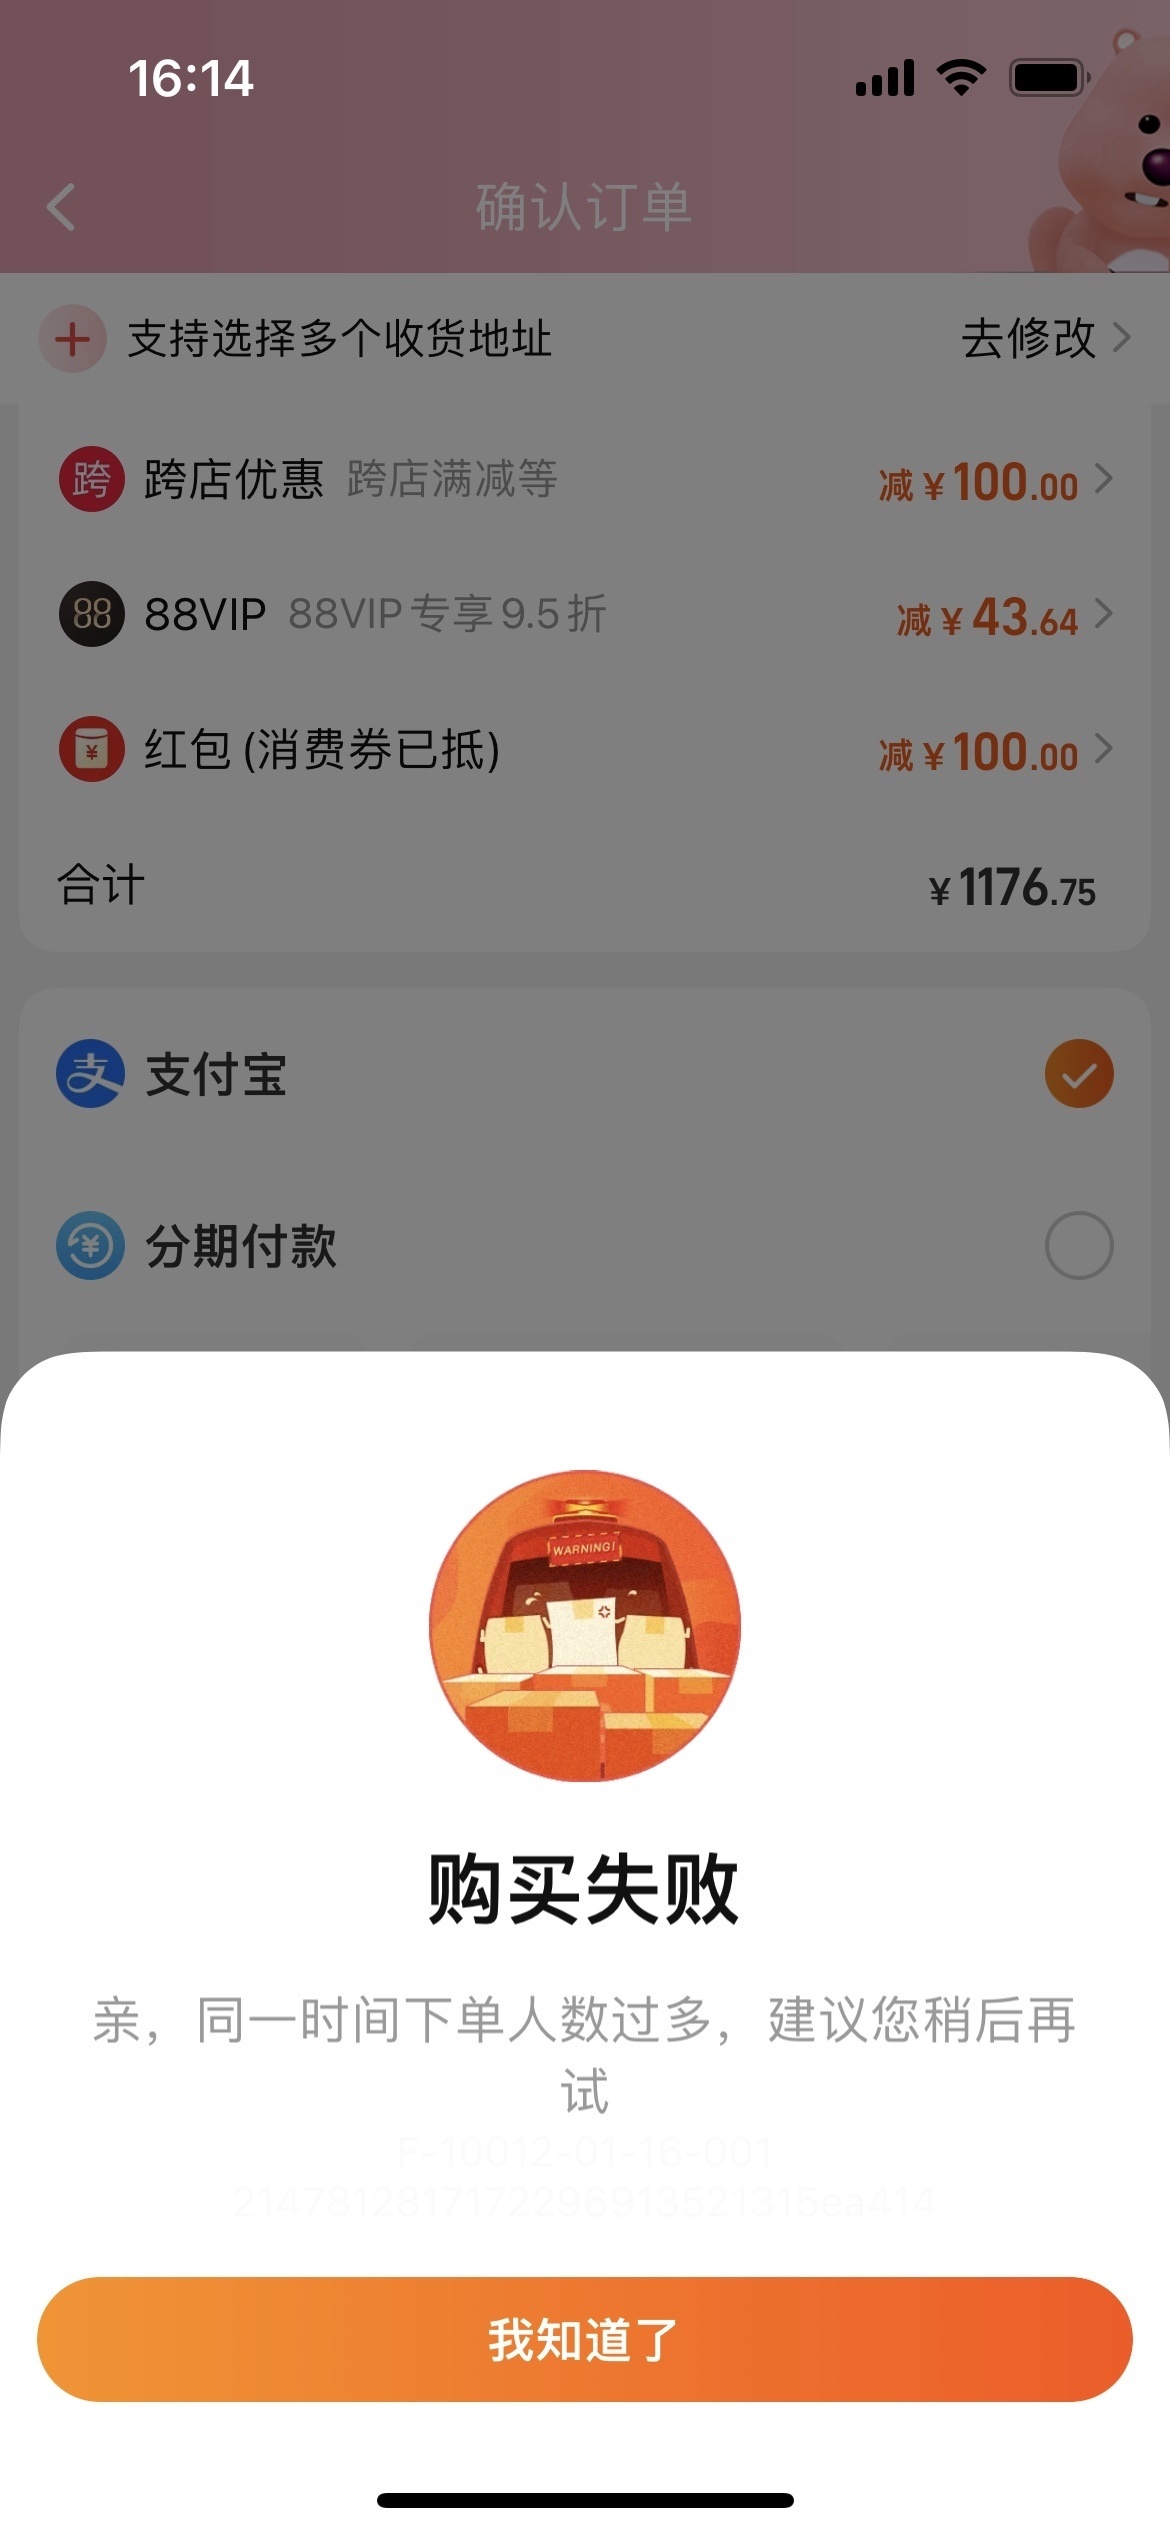 16:14
确认订单
支持选择多个收货地址 去修改
跨 跨店优惠 跨店满减等 减 ¥ 100.00
88 88VIP 88VIP专享9.5折 减 ¥ 43.64
红包 (消费券已抵) 减 ¥ 100.00
合计 ¥ 1176.75
支 支付宝
分期付款
WARNING!
购买失败
亲，同一时间下单人数过多，建议您稍后再
试
F-10012-01-16-001
2147812817172296913521315ea414
我知道了